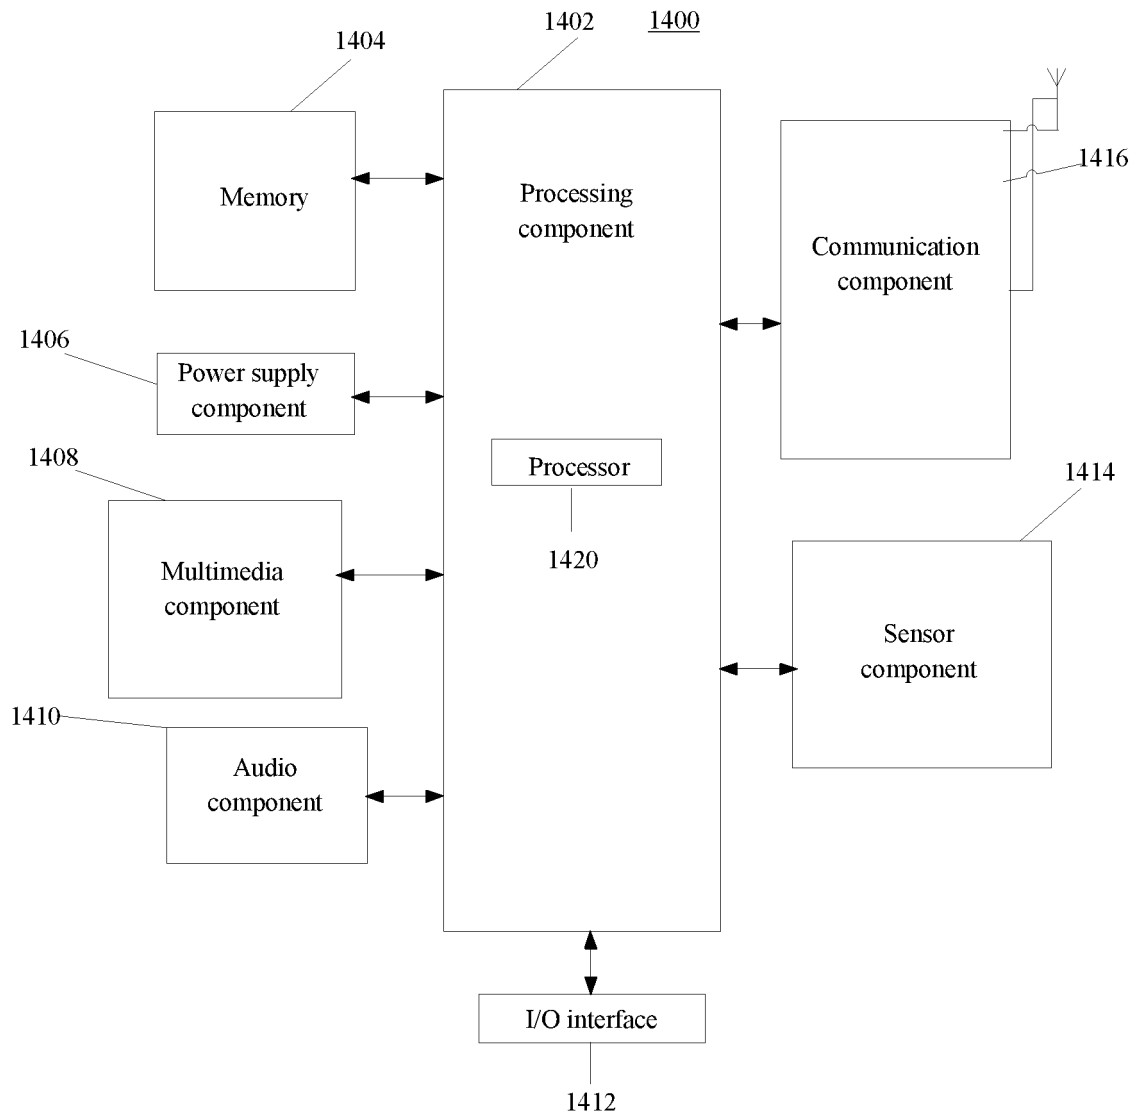 1402
1400
1404
1416
Memory
Processing
component
Communication
component
1406
Power supply
component
1408
Processor
1414
1420
Multimedia
component
Sensor
component
1410
Audio
component
I/O interface
1412